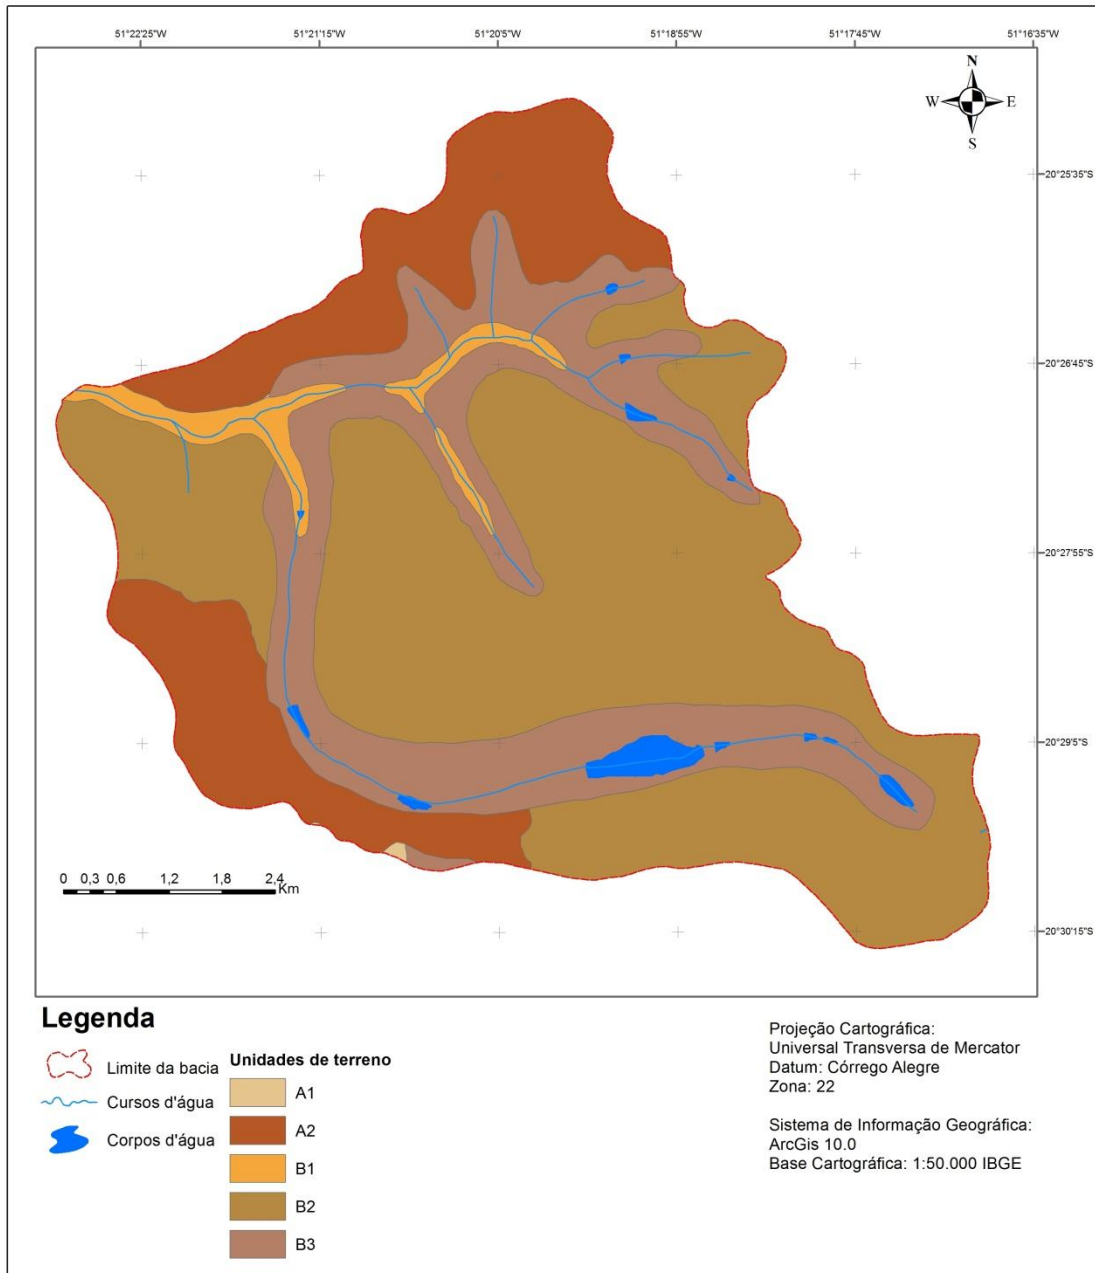 51°22'25"W 51°21'15"W 51°20'5"W 51°18'55"W 51°17'45"W 51°16'35"W
N
W E
S
20°25'35"S
20°26'45"S
20°27'55"S
20°29'5"S
20°30'15"S
0 0,3 0,6 1,2 1,8 2,4
Km
Legenda
Limite da bacia
Cursos d'água
Corpos d'água
Unidades de terreno
A1
A2
B1
B2
B3
Projeção Cartográfica:
Universal Transversa de Mercator
Datum: Córrego Alegre
Zona: 22
Sistema de Informação Geográfica:
ArcGis 10.0
Base Cartográfica: 1:50.000 IBGE